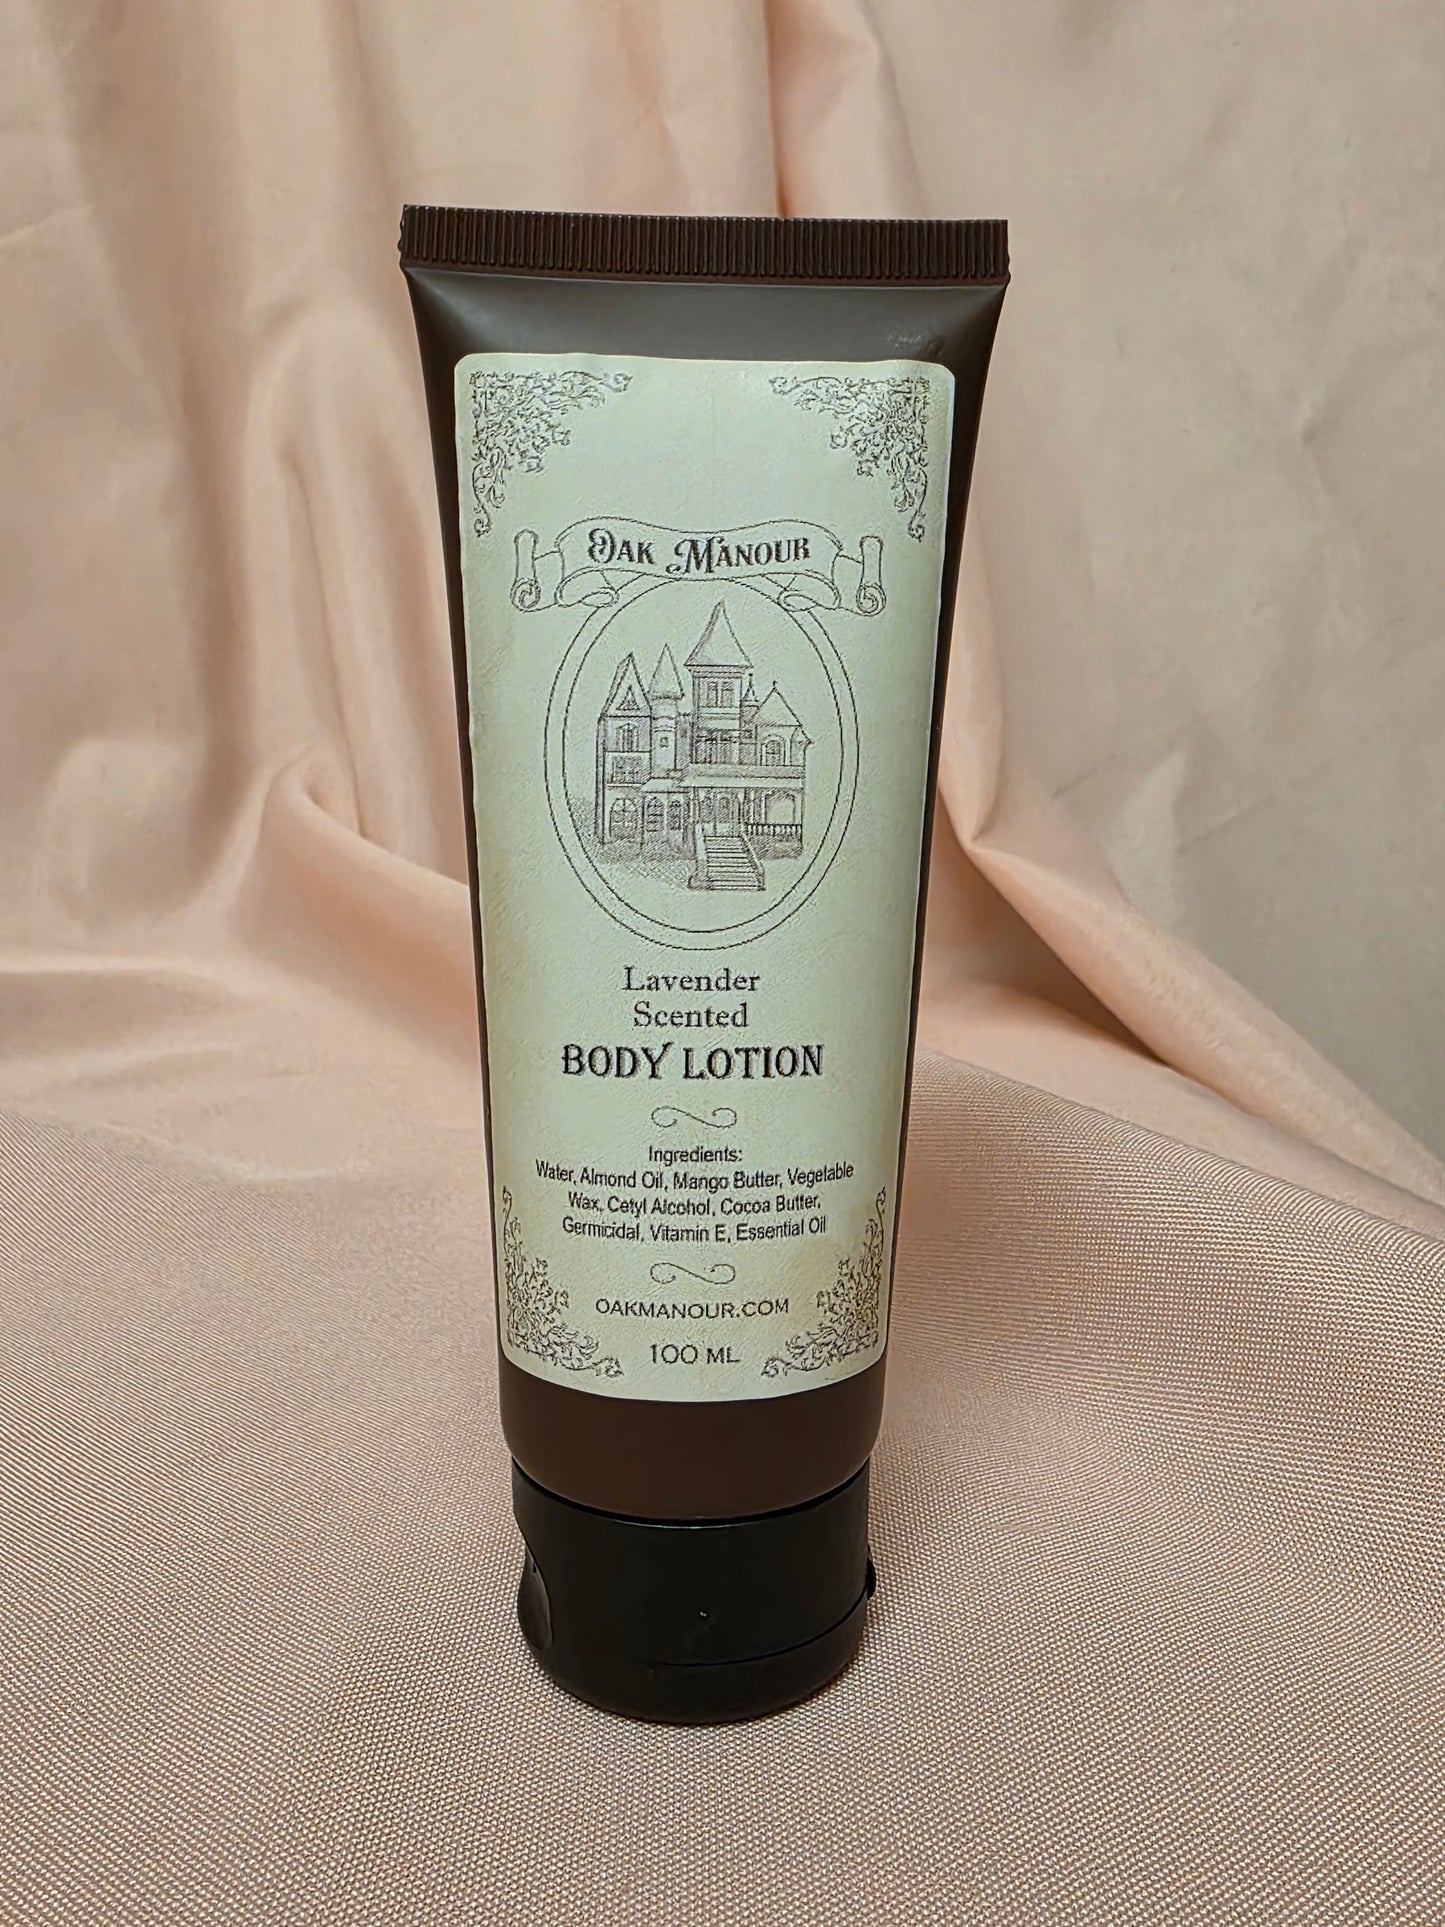 Oak Manour
Lavender
Scented
BODY LOTION
Ingredients:
Water, Almond Oil, Mango Butter, Vegetable
Wax, Cetyl Alcohol, Cocoa Butter,
Germicidal, Vitamin E, Essential Oil
OAKMANOUR.COM
100 ML